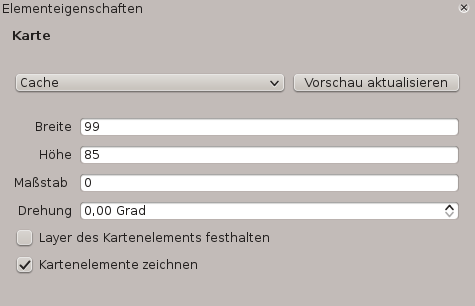 Elementeigenschaften
Karte
Cache
Vorschau aktualisieren
Breite 99
Höhe 85
Maßstab 0
Drehung 0,00 Grad
Layer des Kartenelements festhalten
Kartenelemente zeichnen